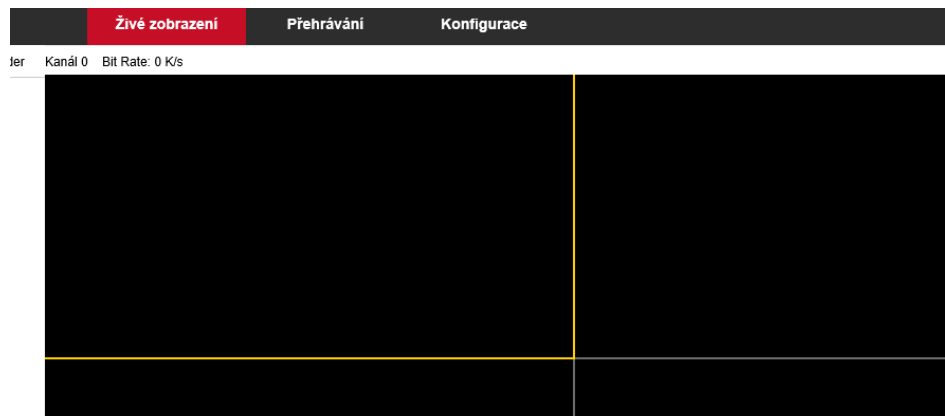 Živé zobrazení Přehrávání Konfigurace
Kanál 0 Bit Rate: 0 K/s